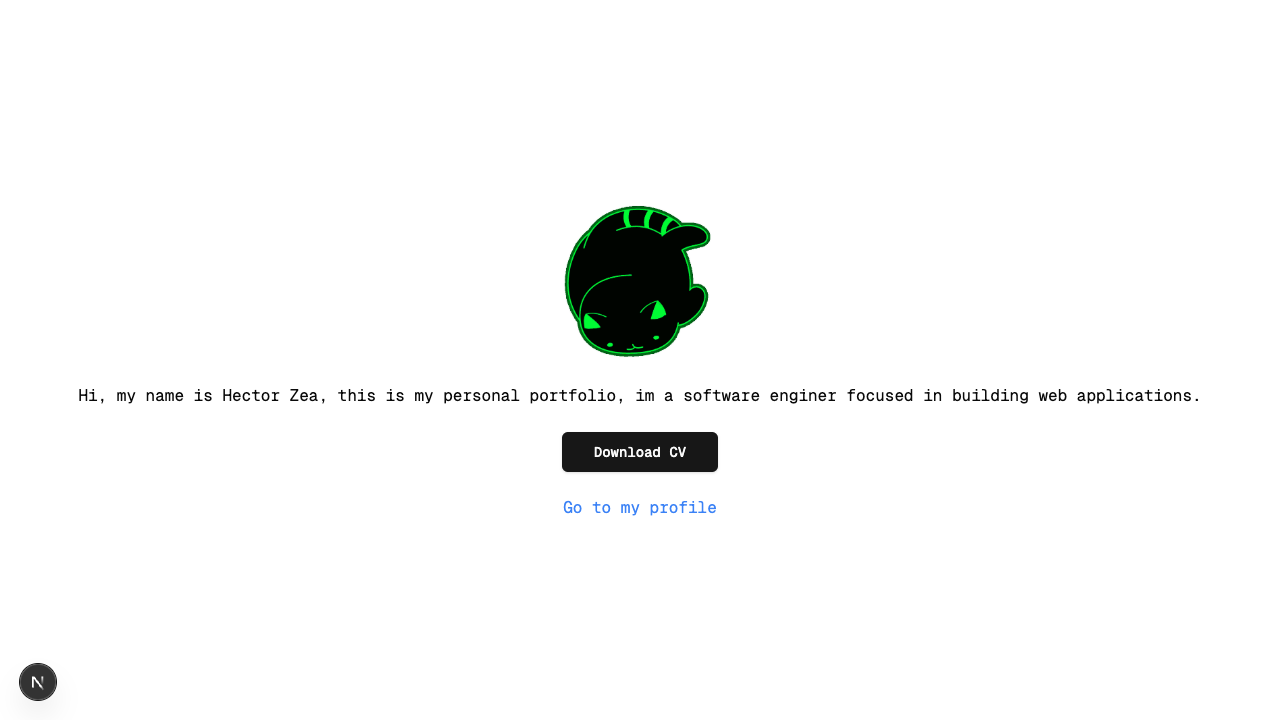 Hi, my name is Hector Zea, this is my personal portfolio, im a software enginer focused in building web applications.
Download CV
Go to my profile
N